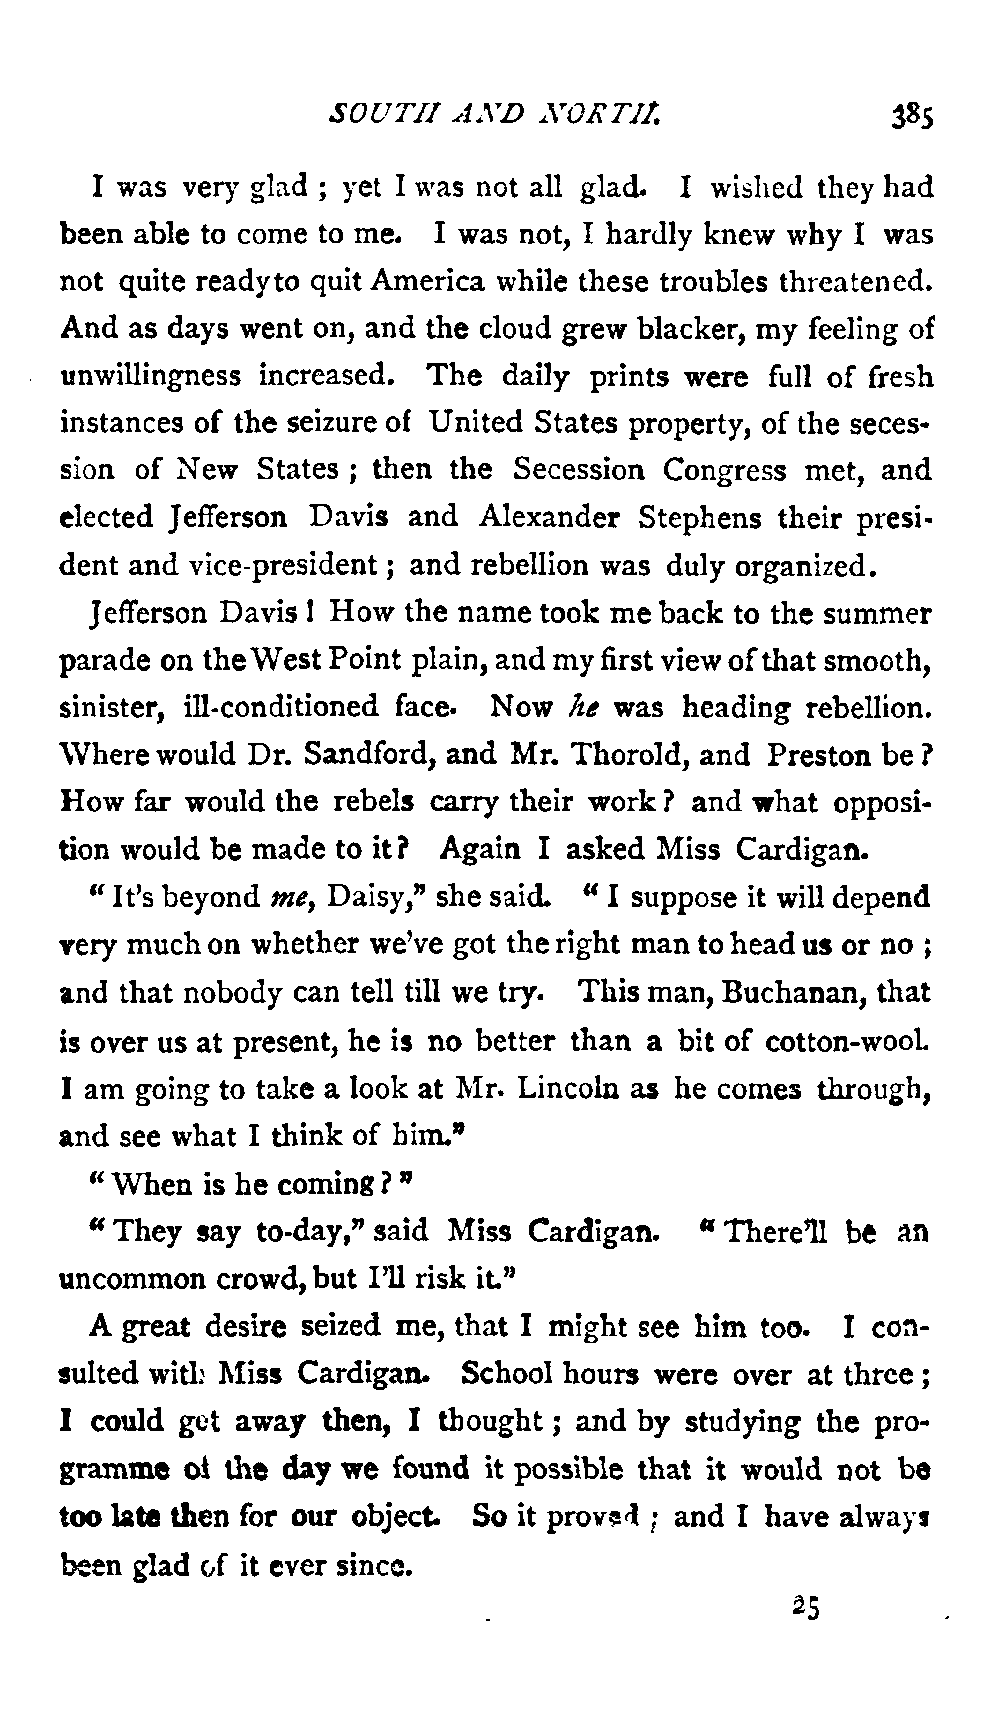 SOUTH AND NORTH. 385
I was very glad ; yet I was not all glad. I wished they had
been able to come to me. I was not, I hardly knew why I was
not quite ready to quit America while these troubles threatened.
And as days went on, and the cloud grew blacker, my feeling of
unwillingness increased. The daily prints were full of fresh
instances of the seizure of United States property, of the seces-
sion of New States ; then the Secession Congress met, and
elected Jefferson Davis and Alexander Stephens their presi-
dent and vice-president ; and rebellion was duly organized.
Jefferson Davis ! How the name took me back to the summer
parade on the West Point plain, and my first view of that smooth,
sinister, ill-conditioned face. Now he was heading rebellion.
Where would Dr. Sandford, and Mr. Thorold, and Preston be ?
How far would the rebels carry their work ? and what opposi-
tion would be made to it ? Again I asked Miss Cardigan.
“ It’s beyond me, Daisy,” she said. “ I suppose it will depend
very much on whether we’ve got the right man to head us or no ;
and that nobody can tell till we try. This man, Buchanan, that
is over us at present, he is no better than a bit of cotton-wool.
I am going to take a look at Mr. Lincoln as he comes through,
and see what I think of him.”
“ When is he coming ? ”
“ They say to-day,” said Miss Cardigan. “ There’ll be an
uncommon crowd, but I’ll risk it.”
A great desire seized me, that I might see him too. I con-
sulted with Miss Cardigan. School hours were over at three ;
I could get away then, I thought ; and by studying the pro-
gramme of the day we found it possible that it would not be
too late then for our object. So it proved ; and I have always
been glad of it ever since.
25